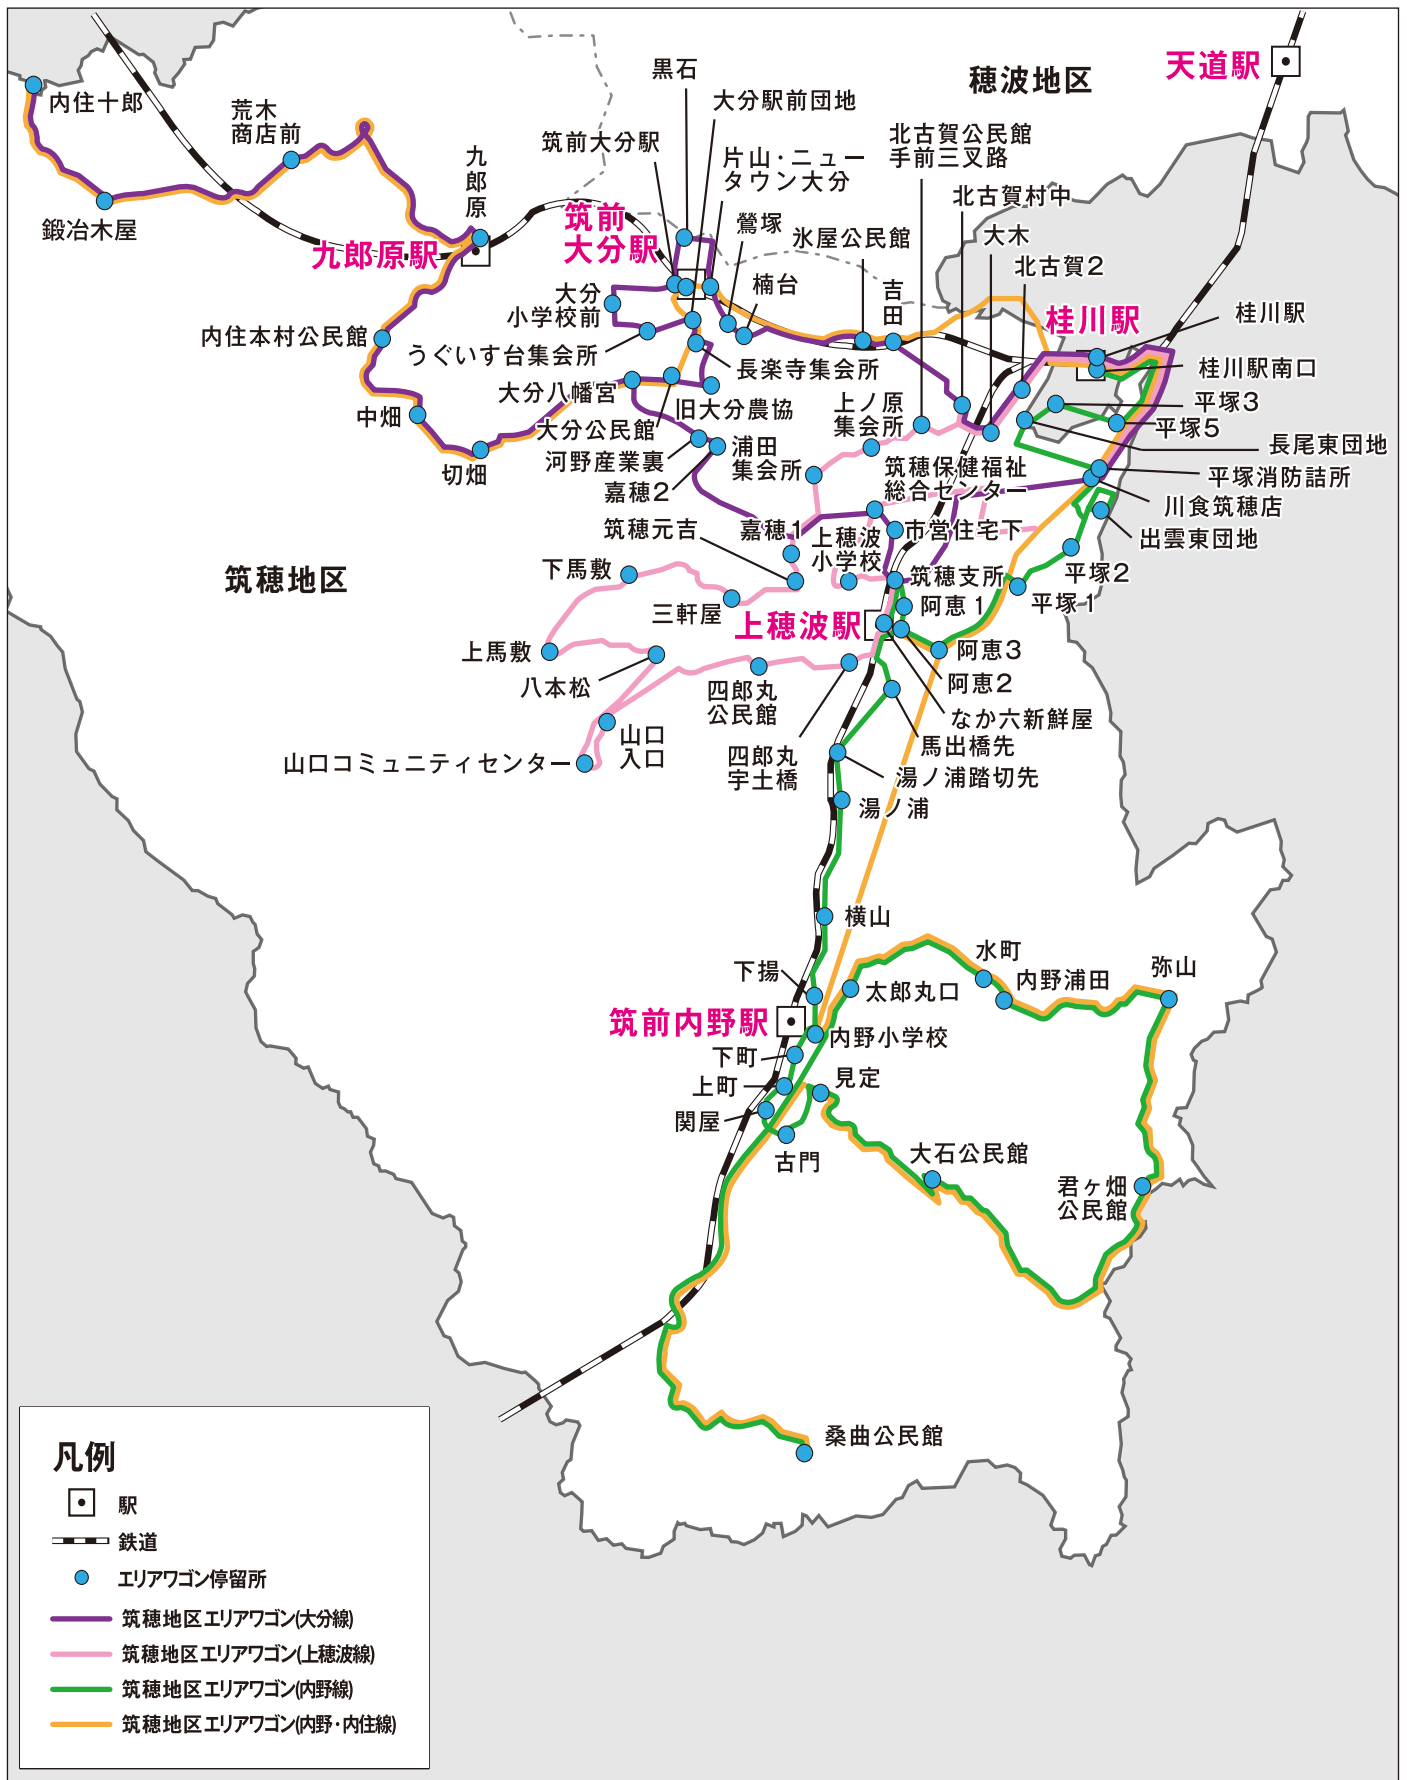 天道駅
穂波地区
黒石
大分駅前団地
内住十郎
荒木
商店前
筑前大分駅
北古賀公民館
手前三叉路
九郎原
片山・ニュー
タウン大分
北古賀村中
鍛冶木屋
筑前
大分駅
鶯塚
氷屋公民館
大木
九郎原駅
北古賀2
大分
小学校前
楠台
吉田
桂川駅
桂川駅
内住本村公民館
うぐいす台集会所
長楽寺集会所
桂川駅南口
大分八幡宮
旧大分農協
上ノ原
集会所
平塚3
中畑
大分公民館
平塚5
河野産業裏
浦田
集会所
長尾東団地
切畑
嘉穂2
筑穂保健福祉
総合センター
平塚消防詰所
川食筑穂店
筑穂元吉
嘉穂1
上穂波
小学校
市営住宅下
出雲東団地
筑穂地区
下馬敷
筑穂支所
平塚2
三軒屋
上穂波駅
阿恵1
平塚1
上馬敷
阿恵3
八本松
四郎丸
公民館
阿恵2
なか六新鮮屋
山口
入口
馬出橋先
山口コミュニティセンター
四郎丸
宇土橋
湯ノ浦踏切先
湯ノ浦
横山
水町
下揚
太郎丸口
内野浦田
弥山
筑前内野駅
内野小学校
下町
上町
見定
関屋
古門
大石公民館
君ヶ畑
公民館
桑曲公民館
凡例
駅
鉄道
エリアワゴン停留所
筑穂地区エリアワゴン(大分線)
筑穂地区エリアワゴン(上穂波線)
筑穂地区エリアワゴン(内野線)
筑穂地区エリアワゴン(内野・内住線)